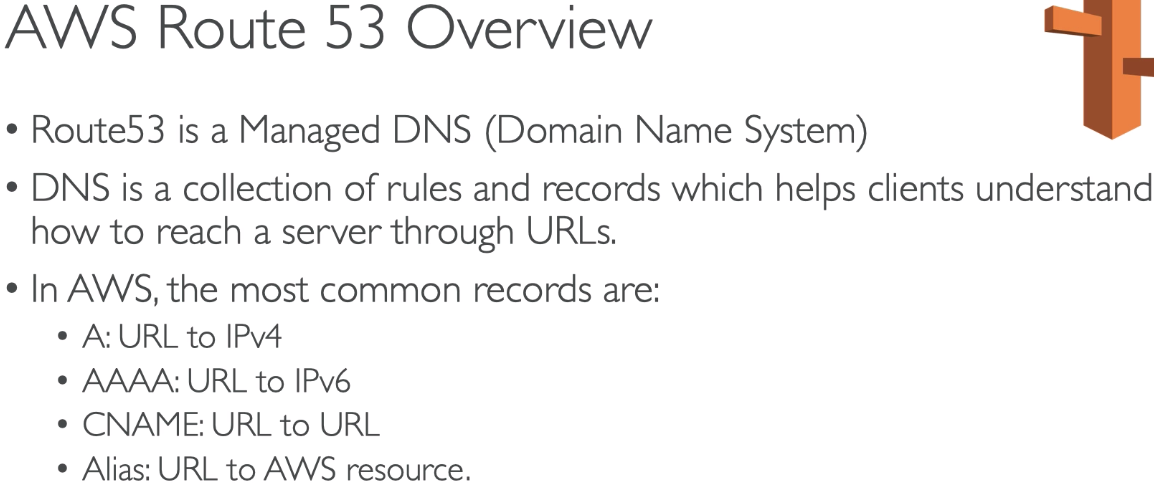 AWS Route 53 Overview
• Route53 is a Managed DNS (Domain Name System)
• DNS is a collection of rules and records which helps clients understand
how to reach a server through URLs.
• In AWS, the most common records are:
• A: URL to IPv4
• AAAA: URL to IPv6
• CNAME: URL to URL
• Alias: URL to AWS resource.